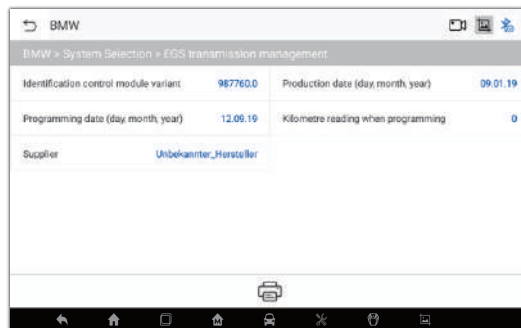 BMW
BMW > System Selection > EGS transmission management
Identification control module variant 987760.0 Production date (day, month, year) 09.01.19
Programming date (day, month, year) 12.09.19 Kilometre reading when programming 0
Supplier Unbekannter_Hersteller